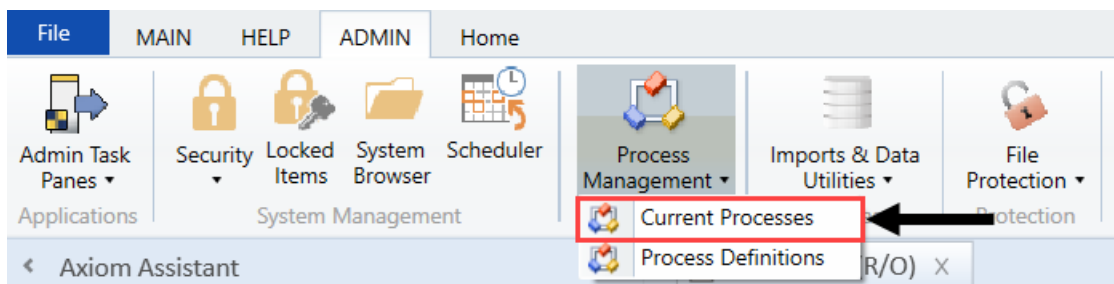 File MAIN HELP ADMIN Home
Admin Task Panes
Security
Locked Items
System Browser
Scheduler
Process Management
Imports & Data Utilities
File Protection
Applications
System Management
Protection
Current Processes
Process Definitions
Axiom Assistant
R/O)